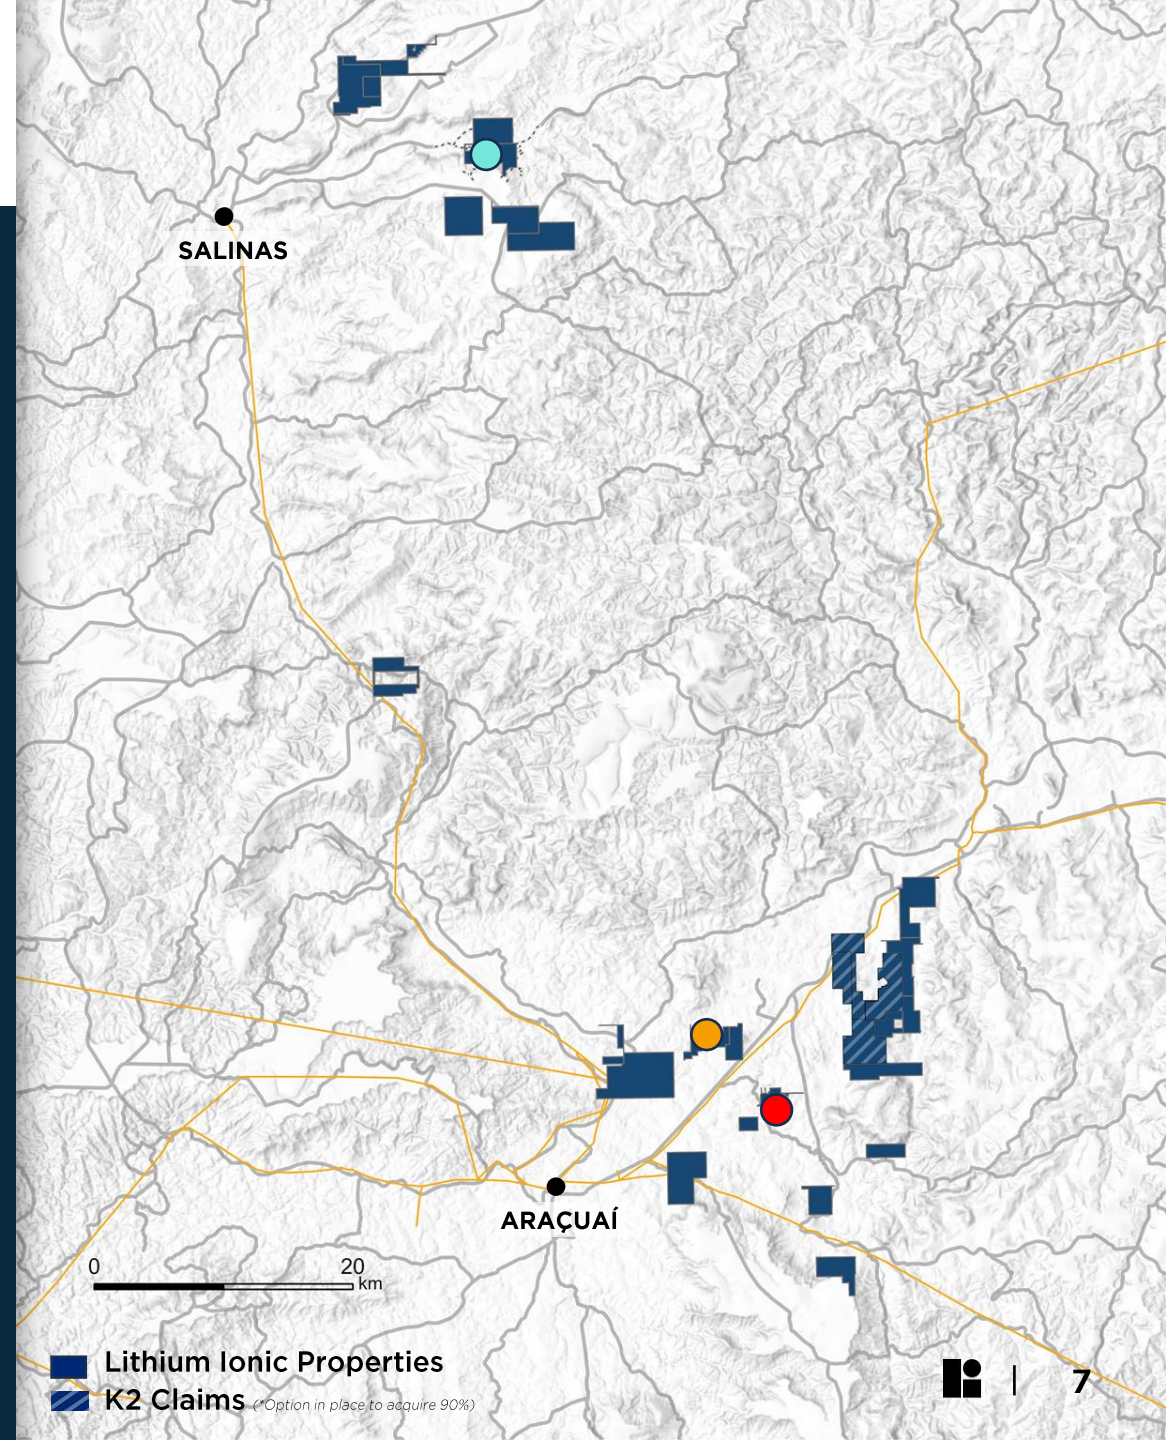 SALINAS
ARAÇUAÍ
0 20
km
Lithium Ionic Properties
K2 Claims (*Option in place to acquire 90%)
| 7